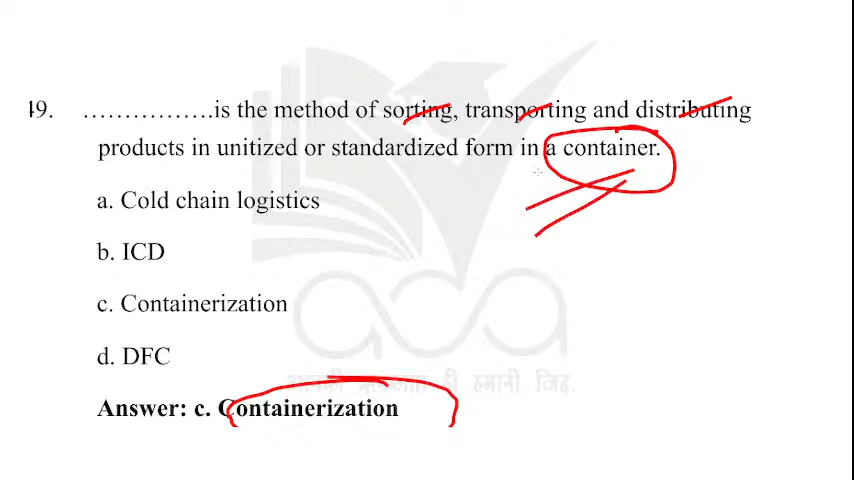 49. ……………..is the method of sorting, transporting and distributing
products in unitized or standardized form in a container.
a. Cold chain logistics
b. ICD
c. Containerization
d. DFC
Answer: c. Containerization